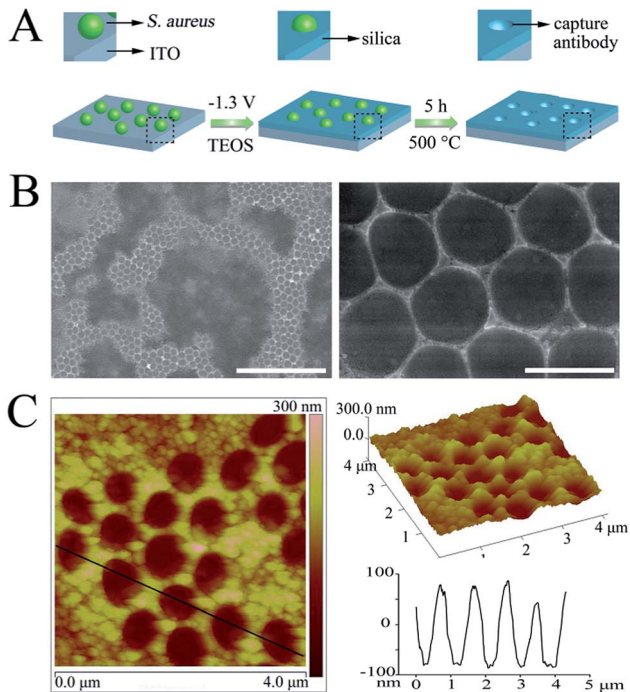 A
S. aureus
ITO
silica
capture
antibody
-1.3 V
TEOS
5 h
500 °C
B
C
300 nm
0.0 μm
4.0 μm
300.0 nm
0.0
4 μm
3
2
1
1
2
3
4 μm
100
0
-100
nm
0
1
2
3
4
5
μm